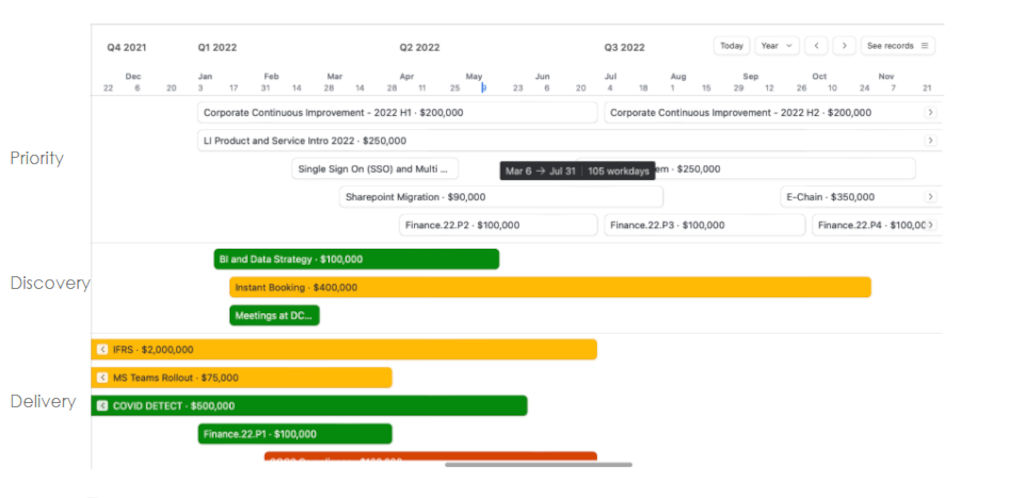 Q4 2021 Q1 2022 Q2 2022 Q3 2022 Today Year < > See records
Dec Jan Feb Mar Apr May Jun Jul Aug Sep Oct Nov
22 6 20 3 17 31 14 28 14 28 11 25 9 23 6 20 4 18 1 15 29 12 26 10 24 7 21
Corporate Continuous Improvement - 2022 H1 · $200,000 Corporate Continuous Improvement - 2022 H2 · $200,000
LI Product and Service Intro 2022 · $250,000
Priority
Single Sign On (SSO) and Multi ... Mar 6 → Jul 31 105 workdays em · $250,000
Sharepoint Migration · $90,000 E-Chain · $350,000
Finance.22.P2 · $100,000 Finance.22.P3 · $100,000 Finance.22.P4 · $100,00
BI and Data Strategy · $100,000
Discovery
Instant Booking · $400,000
Meetings at DC...
IFRS · $2,000,000
MS Teams Rollout · $75,000
Delivery
COVID DETECT · $500,000
Finance.22.P1 · $100,000